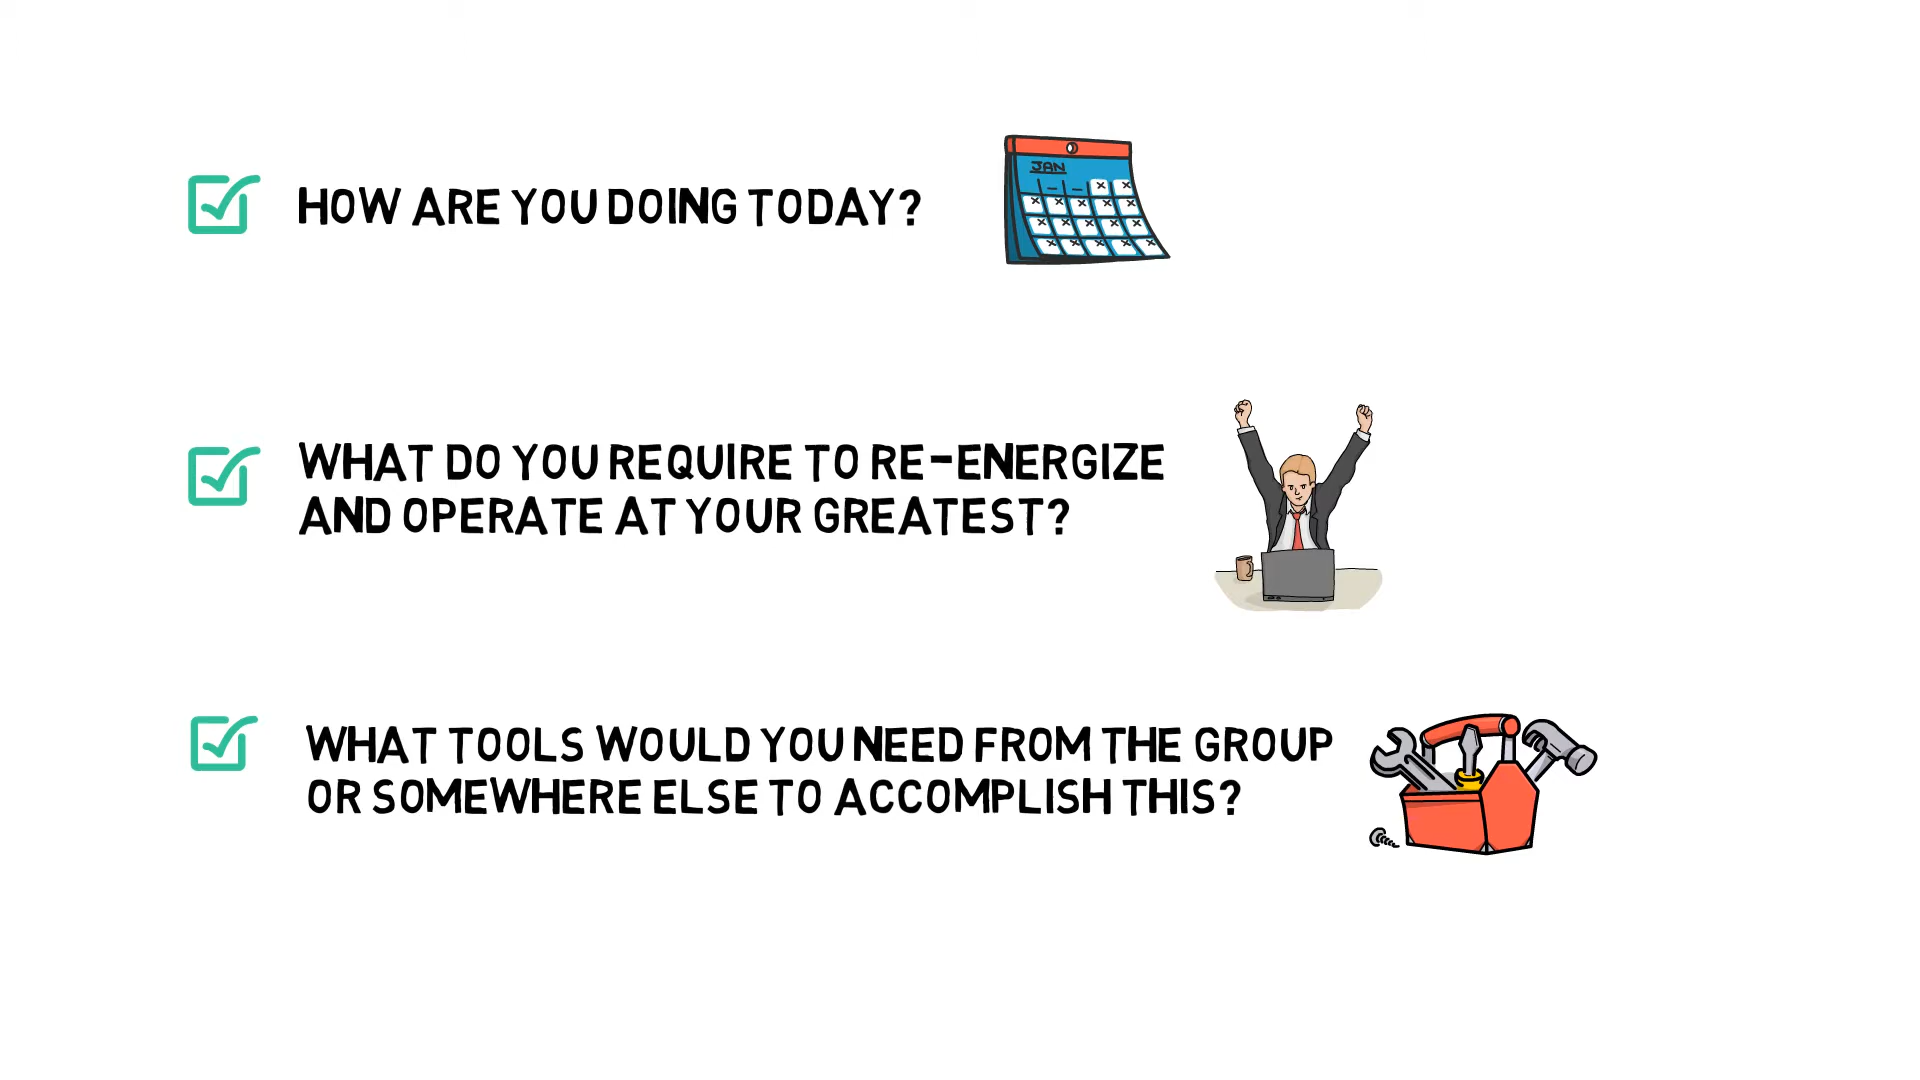 HOW ARE YOU DOING TODAY?
JAN
WHAT DO YOU REQUIRE TO RE-ENERGIZE
AND OPERATE AT YOUR GREATEST?
WHAT TOOLS WOULD YOU NEED FROM THE GROUP
OR SOMEWHERE ELSE TO ACCOMPLISH THIS?